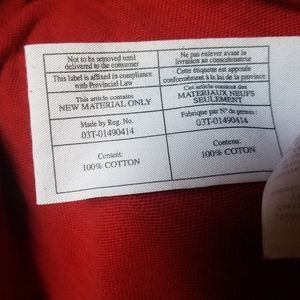 Not to be removed until
delivered to the consumer
This label is affixed in compliance
with Provincial Law
This article contains
NEW MATERIAL ONLY
Made by Reg. No.
03T-01490414
Content:
100% COTTON
Ne pas enlever avant la
livraison au consommateur
Cette étiquette est apposée
conformément à la loi de la province
Cet article contient des
MATERIAUX NEUFS
SEULEMENT
Fabrique par N° de permis:
03T-01490414
Content:
100% COTON